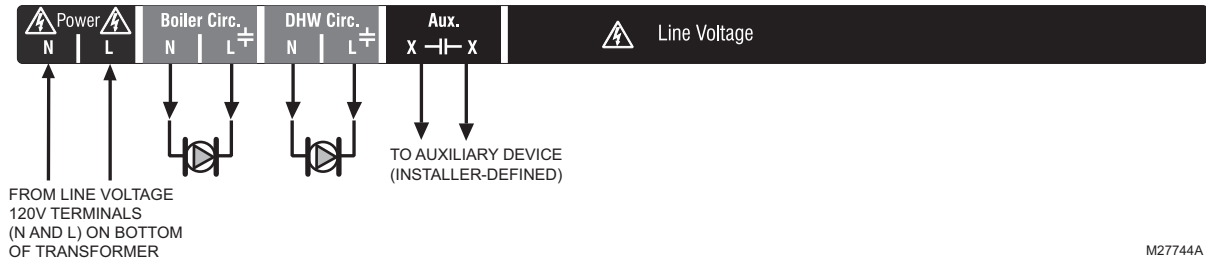 Power
Boiler Circ.
DHW Circ.
Aux.
Line Voltage
N L N L N L X X
TO AUXILIARY DEVICE
(INSTALLER-DEFINED)
FROM LINE VOLTAGE
120V TERMINALS
(N AND L) ON BOTTOM
OF TRANSFORMER
M27744A